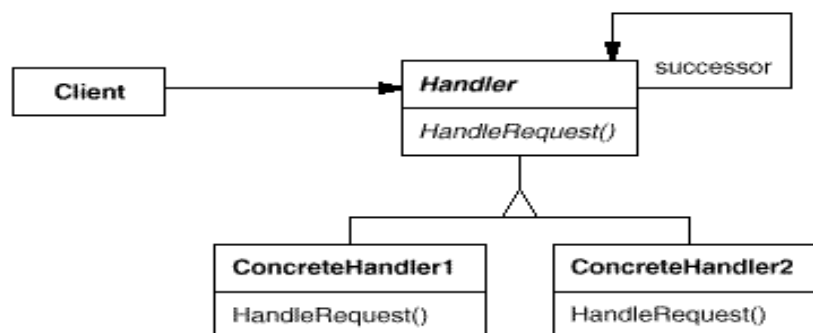 successor
Client
Handler
HandleRequest()
ConcreteHandler1
ConcreteHandler2
HandleRequest()
HandleRequest()